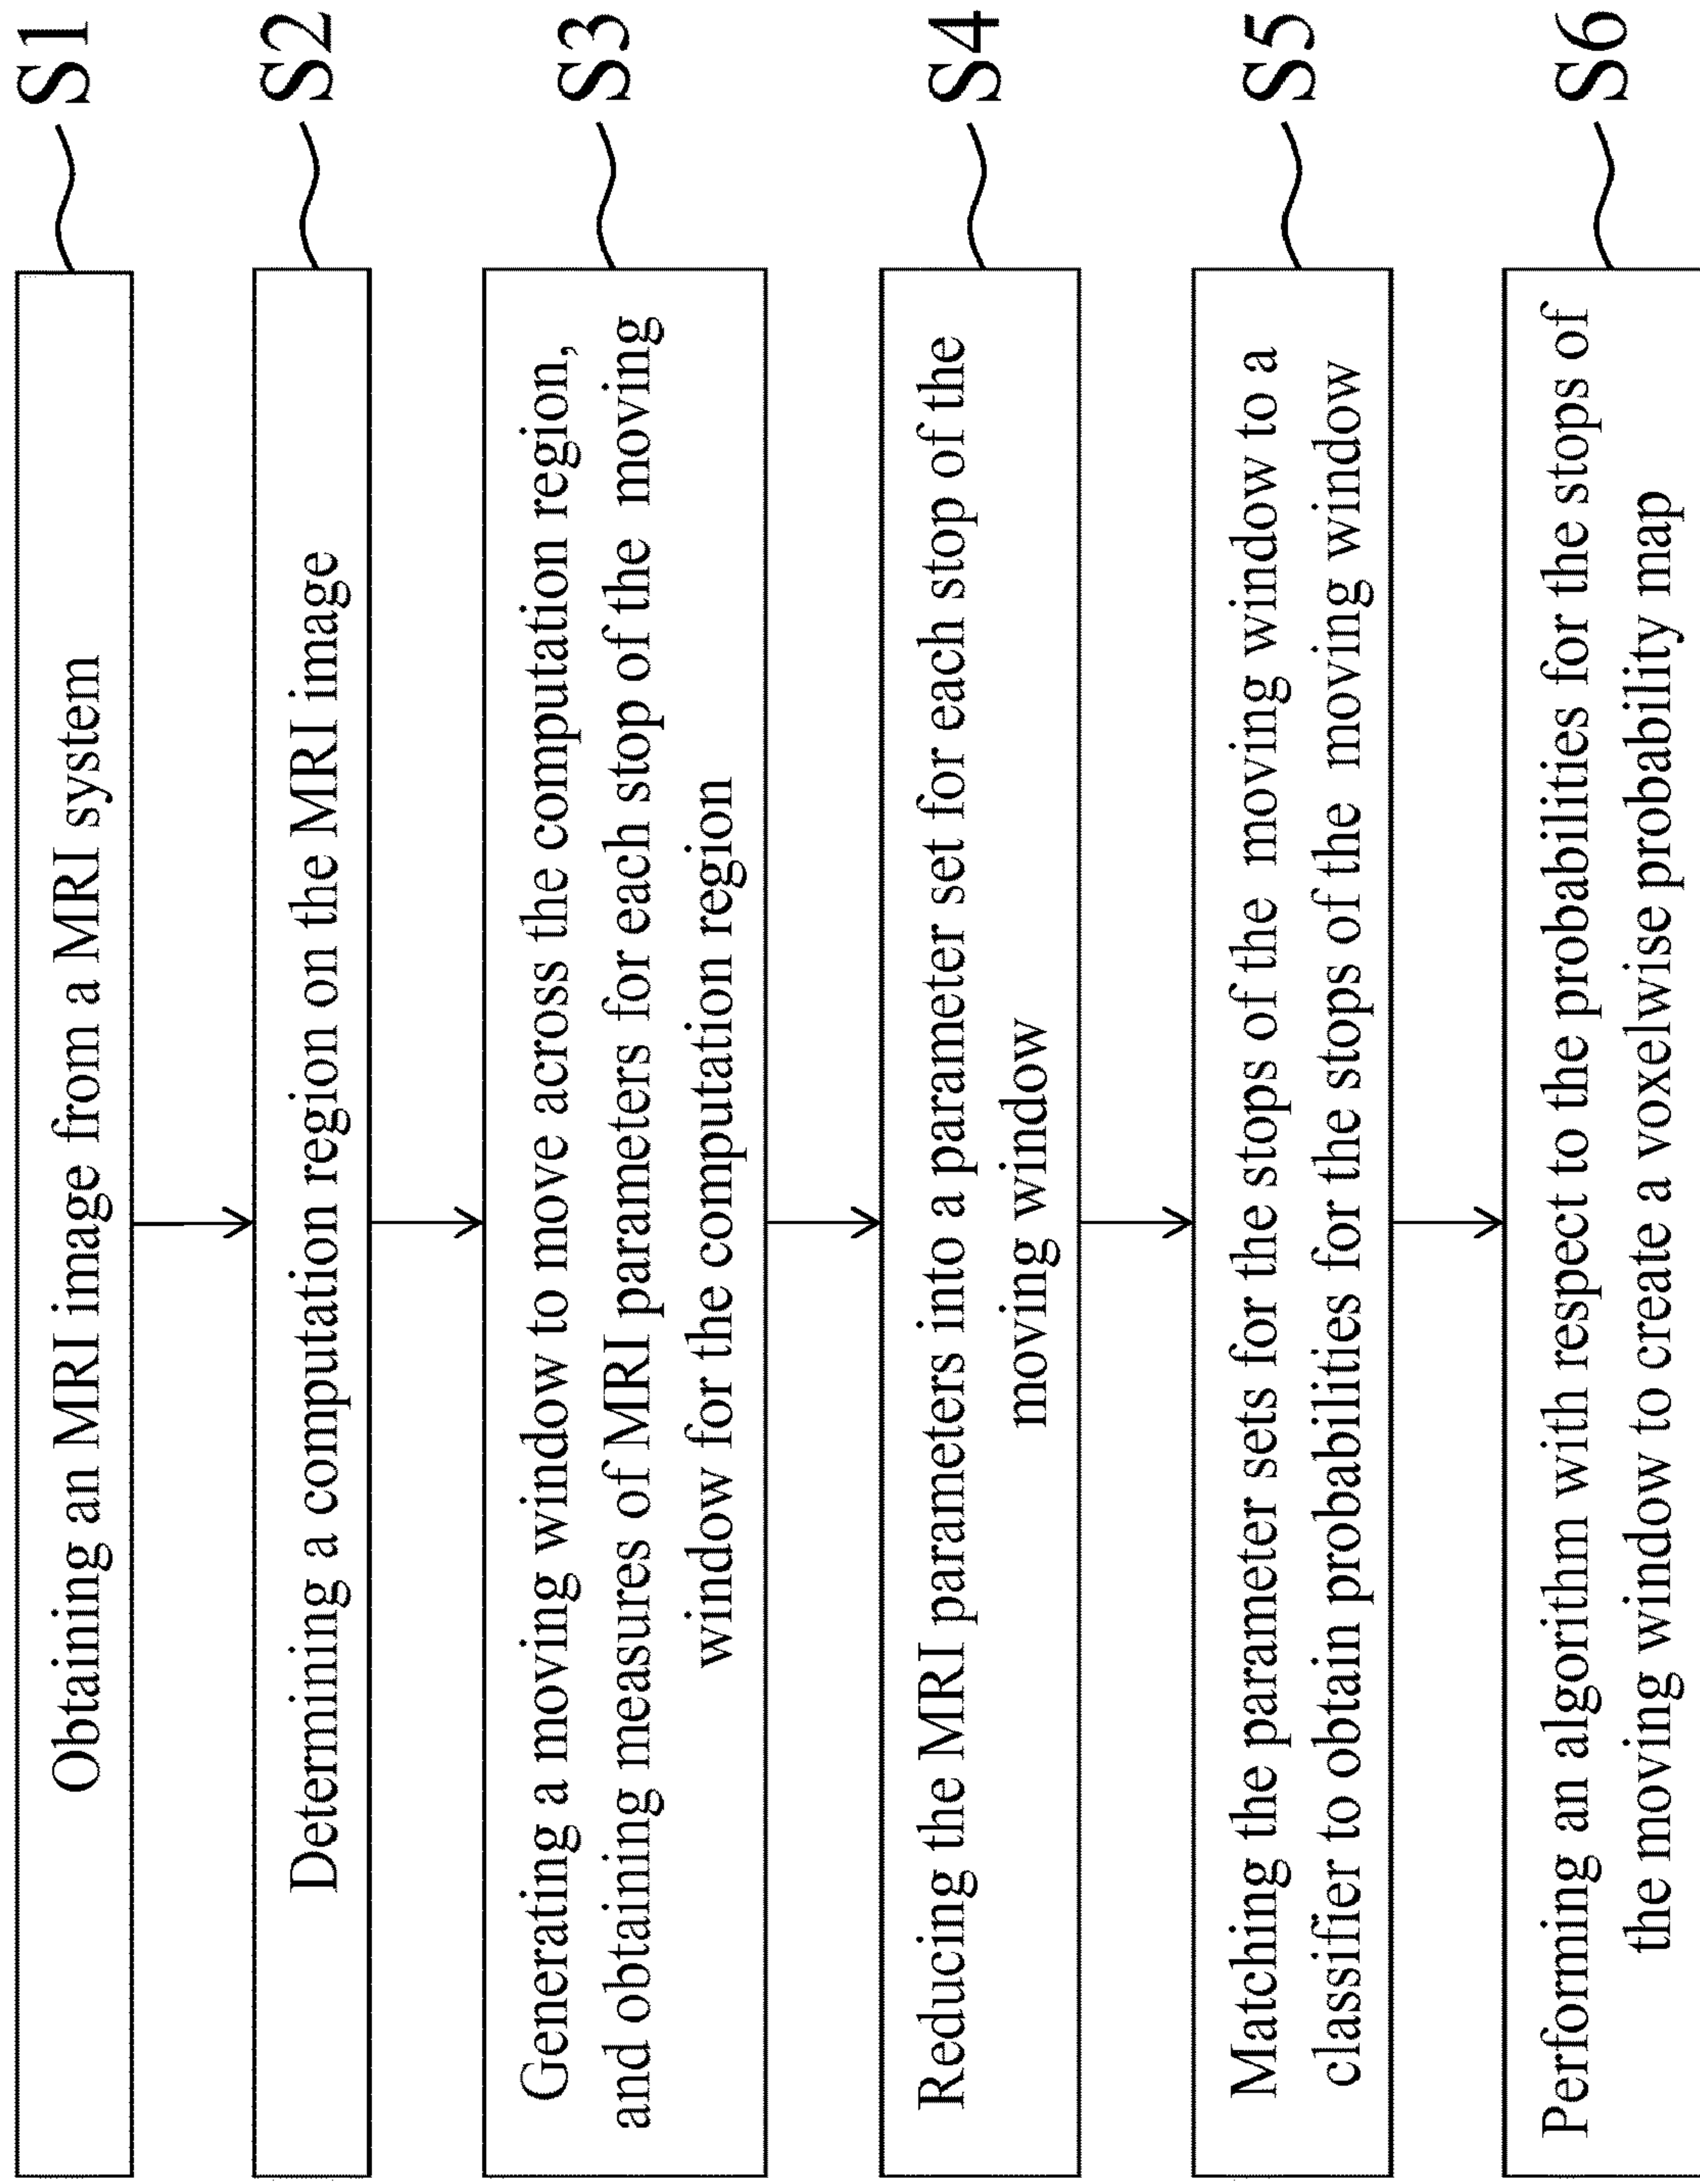 Obtaining an MRI image from a MRI system
S1
Determining a computation region on the MRI image
S2
Generating a moving window to move across the computation region,
and obtaining measures of MRI parameters for each stop of the moving
window for the computation region
S3
Reducing the MRI parameters into a parameter set for each stop of the
moving window
S4
Matching the parameter sets for the stops of the moving window to a
classifier to obtain probabilities for the stops of the moving window
S5
Performing an algorithm with respect to the probabilities for the stops of
the moving window to create a voxelwise probability map
S6